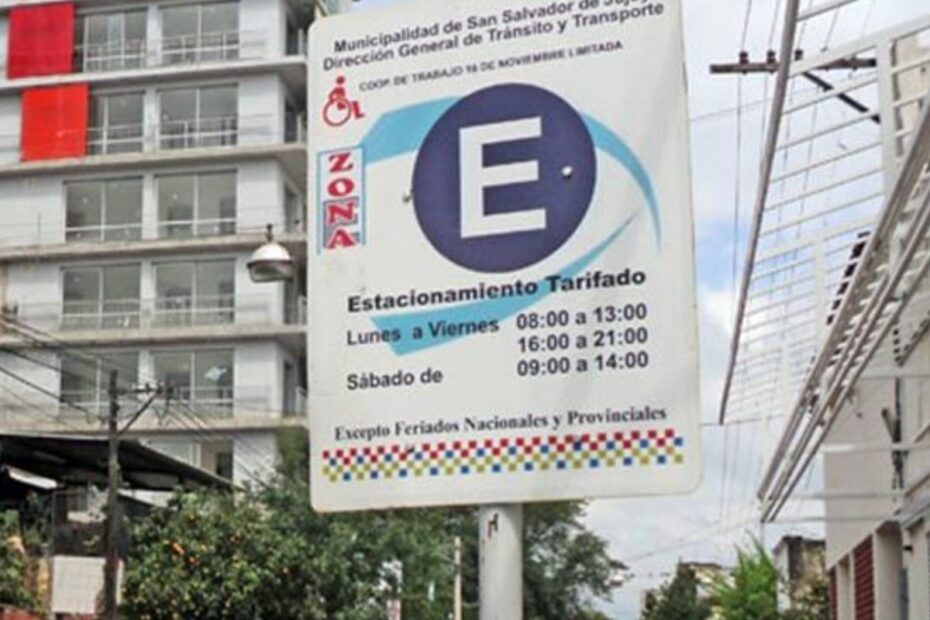 Municipalidad de San Salvador de Jujuy
Dirección General de Tránsito y Transporte
COOP. DE TRABAJO 16 DE NOVIEMBRE LIMITADA
ZONA
E
Estacionamiento Tarifado
Lunes a Viernes 08:00 a 13:00
16:00 a 21:00
Sábado de 09:00 a 14:00
Excepto Feriados Nacionales y Provinciales